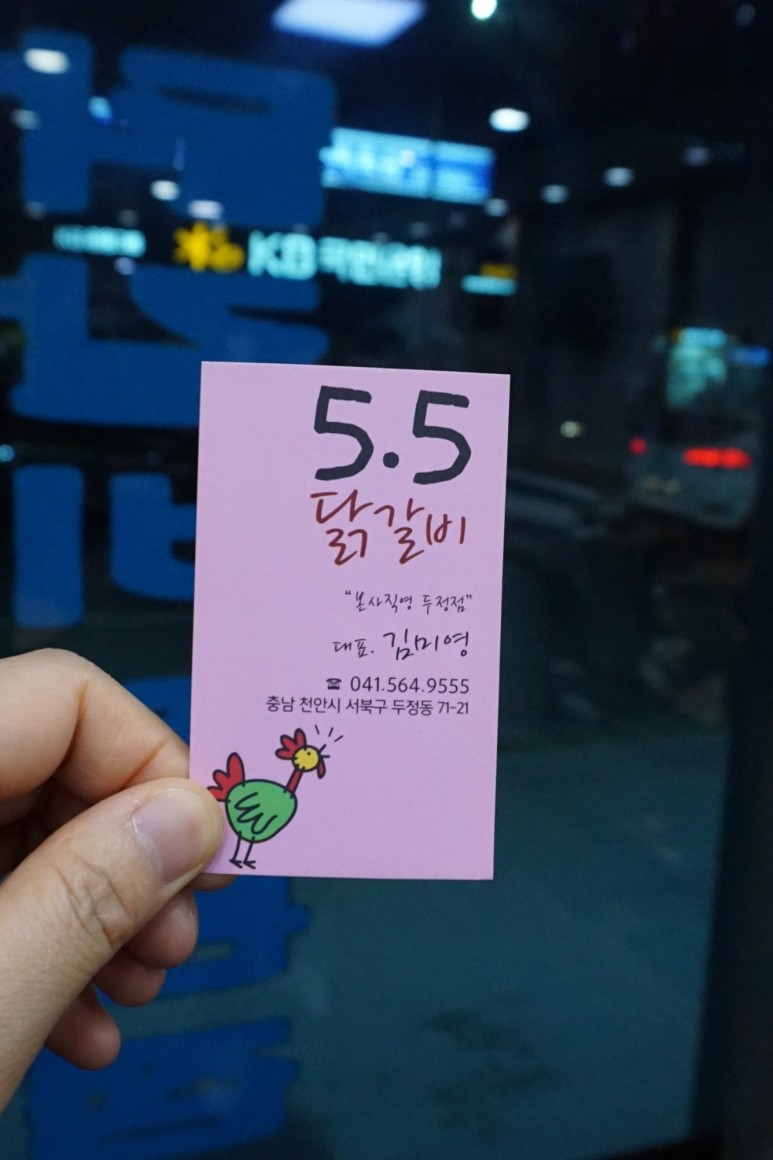 KB국민은행
5.5
닭갈비
“본사직영 두정점”
대표. 김미영
☎ 041.564.9555
충남 천안시 서북구 두정동 71-21